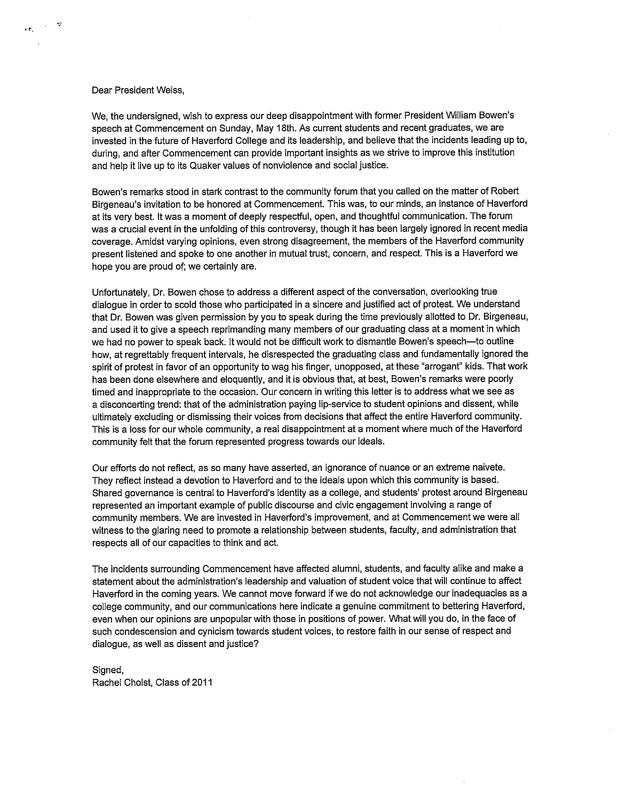 Dear President Weiss,
We, the undersigned, wish to express our deep disappointment with former President William Bowen's
speech at Commencement on Sunday, May 18th. As current students and recent graduates, we are
invested in the future of Haverford College and its leadership, and believe that the incidents leading up to,
during, and after Commencement can provide important insights as we strive to improve this institution
and help it live up to its Quaker values of nonviolence and social justice.
Bowen's remarks stood in stark contrast to the community forum that you called on the matter of Robert
Birgeneau's invitation to be honored at Commencement. This was, to our minds, an instance of Haverford
at its very best. It was a moment of deeply respectful, open, and thoughtful communication. The forum
was a crucial event in the unfolding of this controversy, though it has been largely ignored in recent media
coverage. Amidst varying opinions, even strong disagreement, the members of the Haverford community
present listened and spoke to one another in mutual trust, concern, and respect. This is a Haverford we
hope you are proud of; we certainly are.
Unfortunately, Dr. Bowen chose to address a different aspect of the conversation, overlooking true
dialogue in order to scold those who participated in a sincere and justified act of protest. We understand
that Dr. Bowen was given permission by you to speak during the time previously allotted to Dr. Birgeneau,
and used it to give a speech reprimanding many members of our graduating class at a moment in which
we had no power to speak back. It would not be difficult work to dismantle Bowen's speech—to outline
how, at regrettably frequent intervals, he disrespected the graduating class and fundamentally ignored the
spirit of protest in favor of an opportunity to wag his finger, unopposed, at these "arrogant" kids. That work
has been done elsewhere and eloquently, and it is obvious that, at best, Bowen's remarks were poorly
timed and inappropriate to the occasion. Our concern in writing this letter is to address what we see as
a disconcerting trend: that of the administration paying lip-service to student opinions and dissent, while
ultimately excluding or dismissing their voices from decisions that affect the entire Haverford community.
This is a loss for our whole community, a real disappointment at a moment where much of the Haverford
community felt that the forum represented progress towards our ideals.
Our efforts do not reflect, as so many have asserted, an ignorance of nuance or an extreme naivete.
They reflect instead a devotion to Haverford and to the ideals upon which this community is based.
Shared governance is central to Haverford's identity as a college, and students' protest around Birgeneau
represented an important example of public discourse and civic engagement involving a range of
community members. We are invested in Haverford's improvement, and at Commencement we were all
witness to the glaring need to promote a relationship between students, faculty, and administration that
respects all of our capacities to think and act.
The incidents surrounding Commencement have affected alumni, students, and faculty alike and make a
statement about the administration's leadership and valuation of student voice that will continue to affect
Haverford in the coming years. We cannot move forward if we do not acknowledge our inadequacies as a
college community, and our communications here indicate a genuine commitment to bettering Haverford,
even when our opinions are unpopular with those in positions of power. What will you do, in the face of
such condescension and cynicism towards student voices, to restore faith in our sense of respect and
dialogue, as well as dissent and justice?
Signed,
Rachel Cholst, Class of 2011